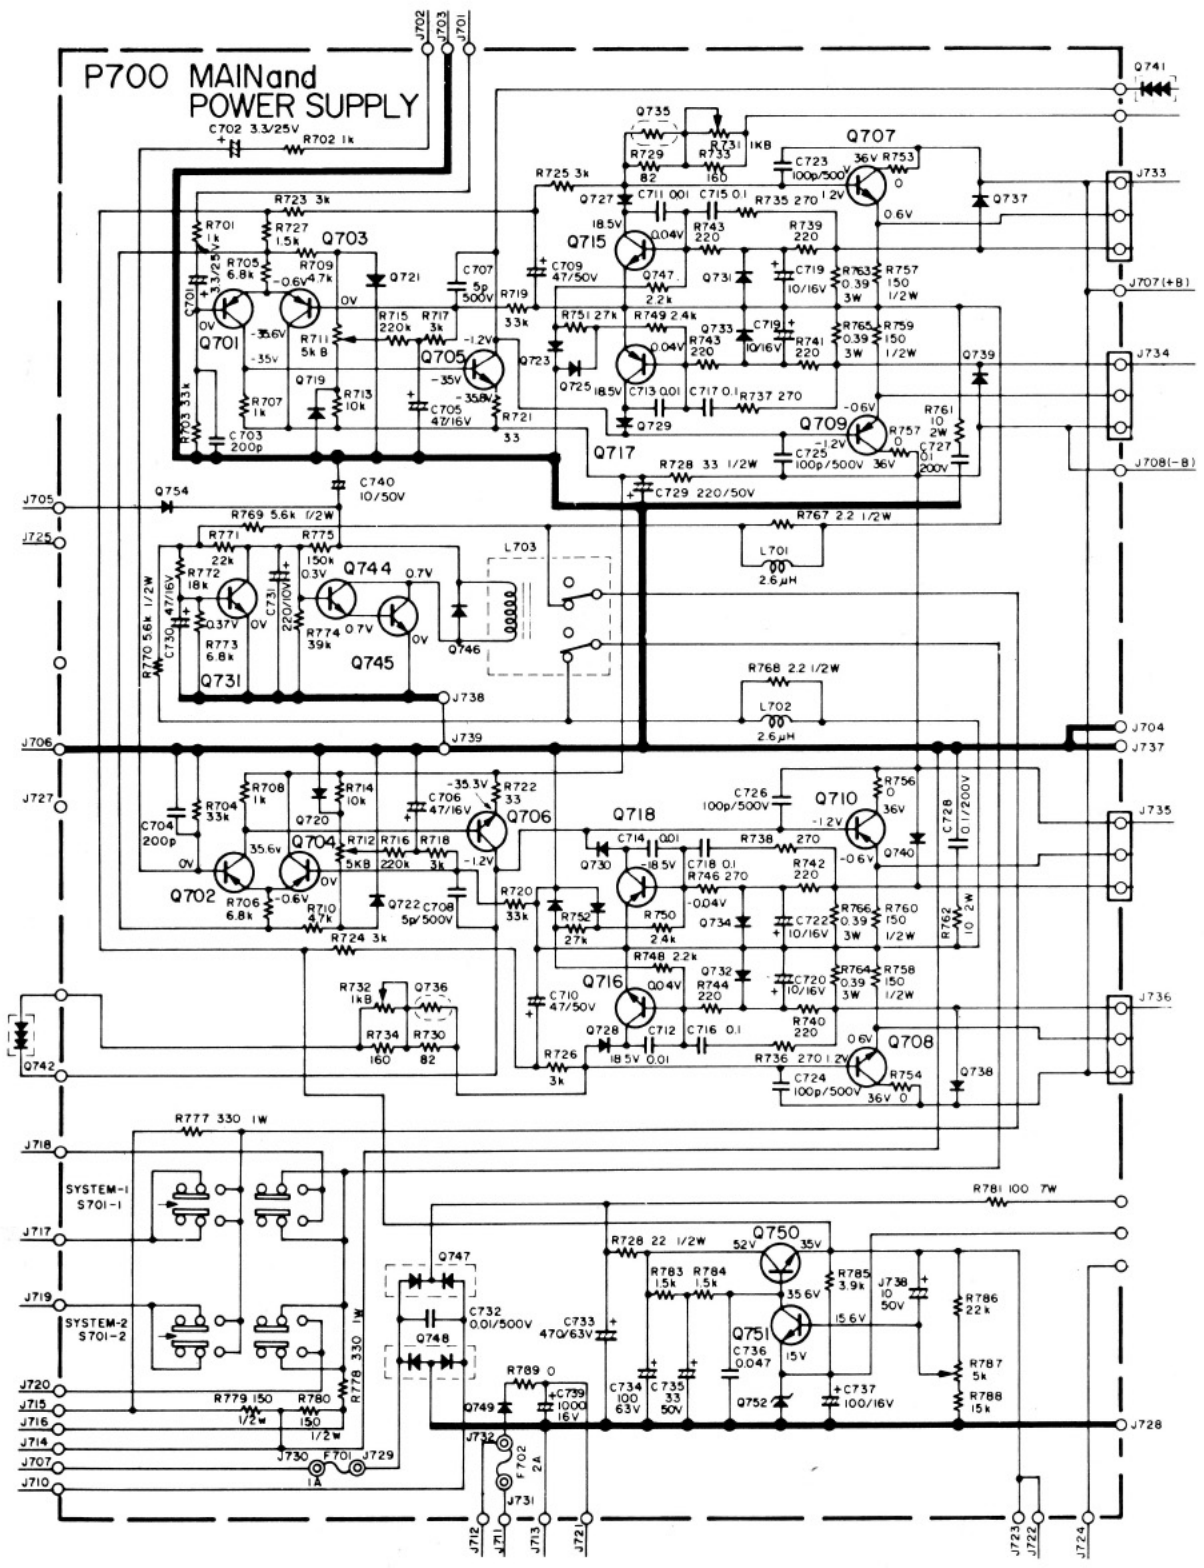 J702
J703
J701
P700 MAIN and
POWER SUPPLY
Q741
C702 3.3/25V
R702 1k
Q735
R731 1KB
R729
82
R733
160
C723
100p/500V
Q707
36V
R753
0
1.2V
0.6V
J733
Q737
R725 3k
R723 3k
R701
1k
R727
1.5k
Q703
R705
6.8k
R709
4.7k
C701
3.3/25V
-0.6V
0V
Q721
C707
5p
500V
C709
47/50V
Q727
C711 001
C715 0.1
R735 270
18.5V
0.04V
Q715
R743
220
R739
220
Q747
2.2k
Q731
C719
10/16V
R763
0.39
3W
R757
150
1/2W
J707(+B)
0V
Q701
-35.6V
-35V
R711
5kB
R715
220k
R717
3k
R719
33k
-1.2V
Q705
-35V
-35.8V
R751 27k
R749 2.4k
Q723
Q725
0.04V
18.5V
Q733
C719
10/16V
R743
220
R741
220
R765
0.39
3W
R759
150
1/2W
Q739
J734
R703 33k
R707
1k
C703
200p
Q719
R713
10k
C705
47/16V
R721
33
C713 0.01
C717 0.1
R737 270
Q729
Q717
-0.6V
Q709
-1.2V
R757
0
36V
C725
100p/500V
R761
10
2W
C727
01
200V
J708(-B)
R728 33 1/2W
C729 220/50V
J705
Q754
C740
10/50V
J725
R769 5.6k 1/2W
R767 2.2 1/2W
R771
22k
R775
150k
0.3V
Q744
0.7V
L703
L701
2.6µH
R772
18k
R770 5.6k 1/2W
C730 47/16V
0.37V
0V
R773
6.8k
C731
220/10V
R774
39k
0.7V
0V
Q745
Q746
Q731
J738
R768 2.2 1/2W
L702
2.6µH
J706
J739
J704
J737
J727
R708
1k
R704
33k
C704
200p
R714
10k
Q720
C706
47/16V
-35.3V
R722
33
Q706
-1.2V
C726
100p/500V
R756
0
36V
Q710
-1.2V
-0.6V
Q740
C728
0.1/200V
J735
35.6V
Q704
R712
5KB
R716
220k
R718
3k
Q718
C714
0.01
-18.5V
Q730
C718 0.1
R738
270
R742
220
0V
Q702
R706
6.8k
-0.6V
0V
R710
4.7k
Q722
C708
5p/500V
R720
33k
R746 270
-0.04V
R752
27k
R750
2.4k
Q734
C722
10/16V
R766
0.39
3W
R760
150
1/2W
R762
10 2W
R724 3k
R748 2.2k
R732
1kB
Q736
C710
47/50V
Q716
0.04V
Q732
R744
220
C720
10/16V
R764
0.39
3W
R758
150
1/2W
J736
R734
160
R730
82
Q728
18.5V
C712
0.01
C716 0.1
R740
220
R736 270
1.2V
0.6V
Q708
Q742
R726
3k
C724
100p/500V
R754
36V 0
Q738
R777 330 1W
J718
SYSTEM-1
S701-1
R781 100 7W
J717
Q747
R728 22 1/2W
52V
Q750
35V
R783
1.5k
R784
1.5k
R785
3.9k
J738
10
50V
J719
SYSTEM-2
S701-2
R778 330 1W
C732
0.01/500V
Q748
C733
470/63V
35.6V
Q751
15.6V
R786
22k
C736
0.047
15V
R787
5k
R788
15k
J720
R789 0
C734
100
63V
C735
33
50V
Q752
C737
100/16V
J715
R779 150
1/2W
R780
150
1/2W
Q749
C739
1000
16V
J728
J716
J714
J732
J707
J730
F701
1A
J729
F702
2A
J710
J731
J712
J711
J713
J721
J723
J722
J724